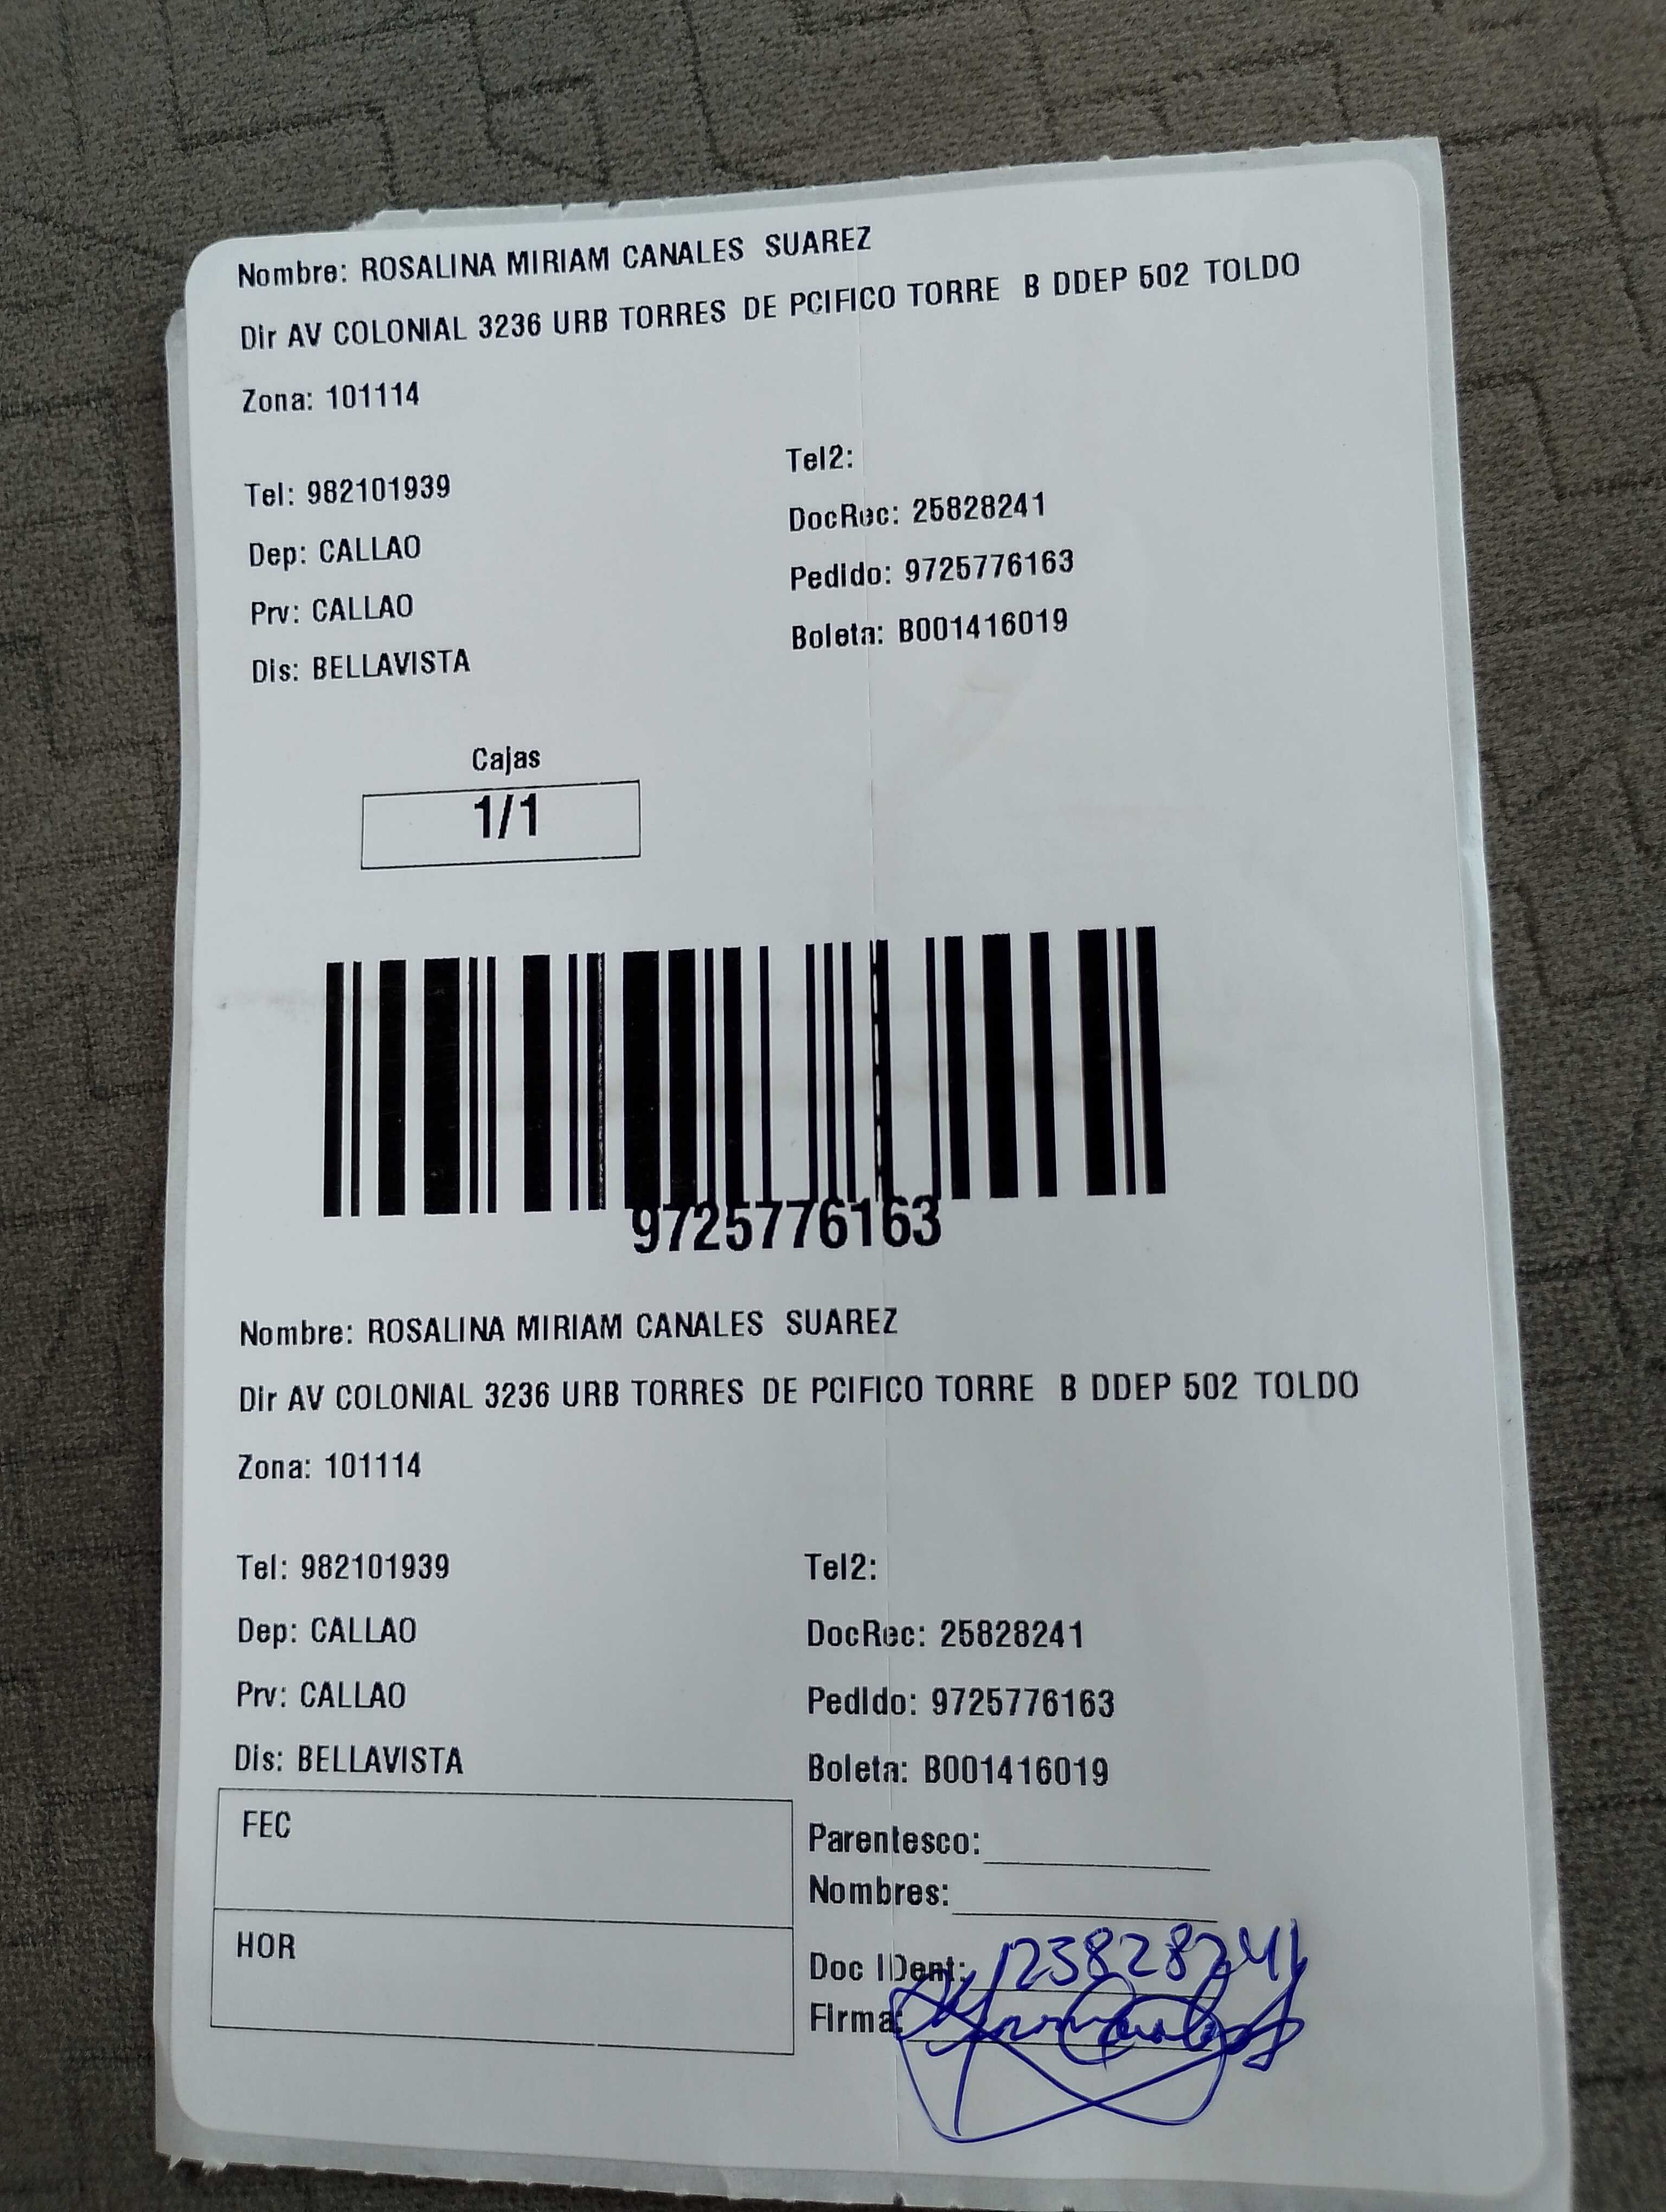 Nombre: ROSALINA MIRIAM CANALES SUAREZ
Dir AV COLONIAL 3236 URB TORRES DE PCIFICO TORRE B DDEP 502 TOLDO
Zona: 101114
Tel: 982101939
Dep: CALLAO
Prv: CALLAO
Dis: BELLAVISTA
Tel2:
DocRec: 25828241
Pedido: 9725776163
Boleta: B001416019
Cajas
1/1
9725776163
Nombre: ROSALINA MIRIAM CANALES SUAREZ
Dir AV COLONIAL 3236 URB TORRES DE PCIFICO TORRE B DDEP 502 TOLDO
Zona: 101114
Tel: 982101939
Dep: CALLAO
Prv: CALLAO
Dis: BELLAVISTA
Tel2:
DocRec: 25828241
Pedido: 9725776163
Boleta: B001416019
FEC
HOR
Parentesco:
Nombres:
Doc IDent:
Firma: